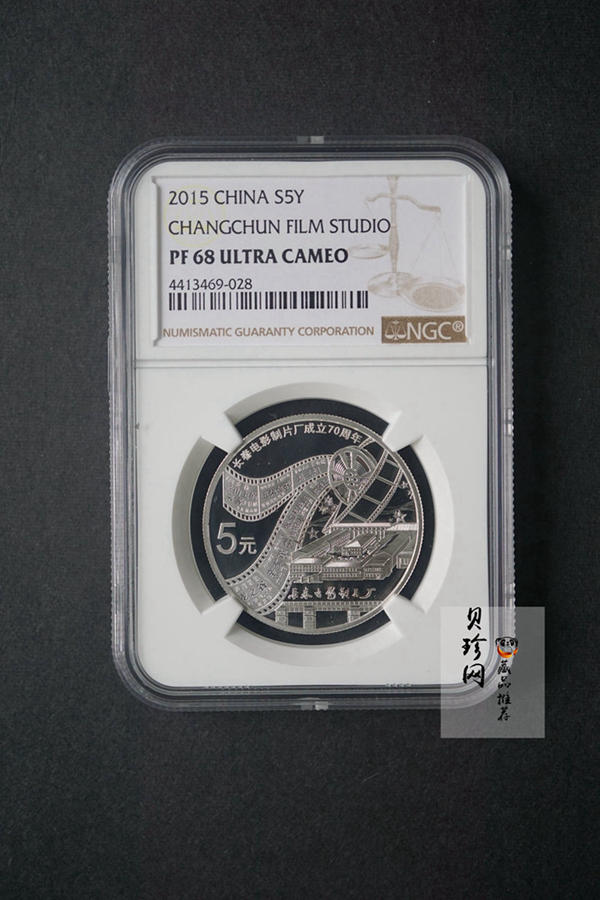 2015 CHINA S5Y
CHANGCHUN FILM STUDIO
PF 68 ULTRA CAMEO
4413469-028
NUMISMATIC GUARANTY CORPORATION
NGC®
长春电影制片厂成立70周年
5元
长春电影制片厂
贝珍网
藏品推荐